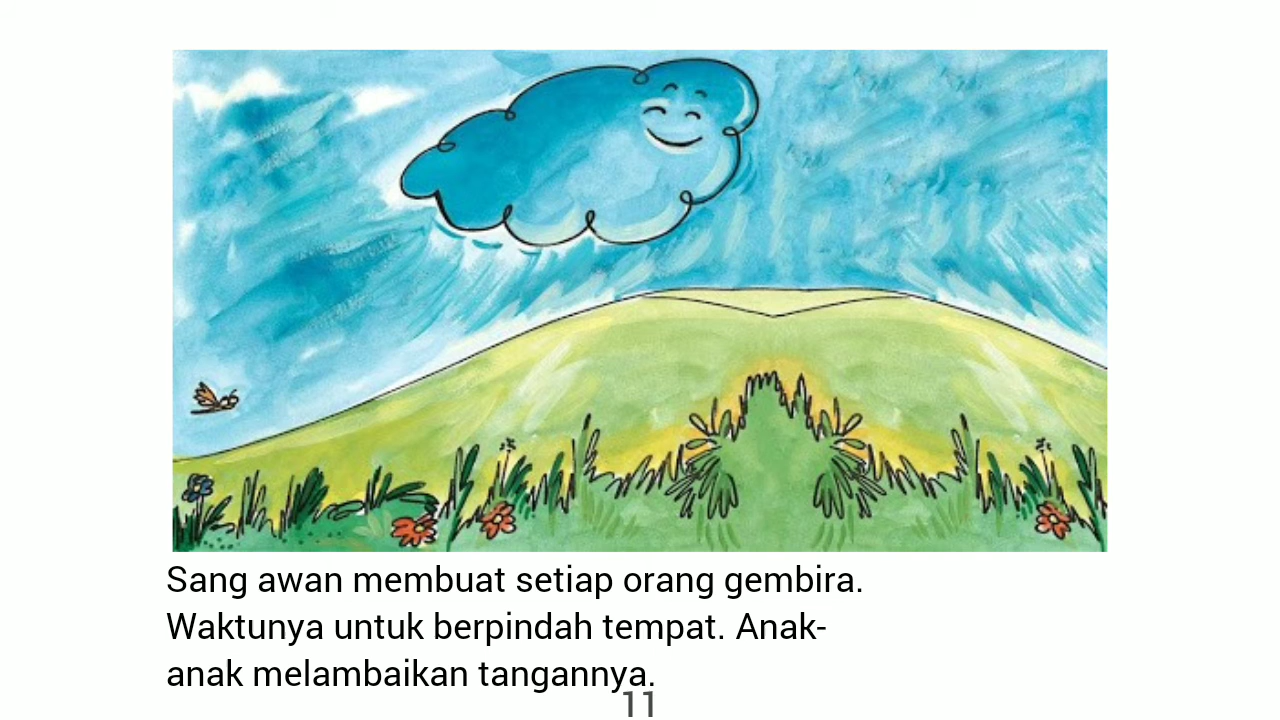 Sang awan membuat setiap orang gembira.
Waktunya untuk berpindah tempat. Anak-
anak melambaikan tangannya.
11